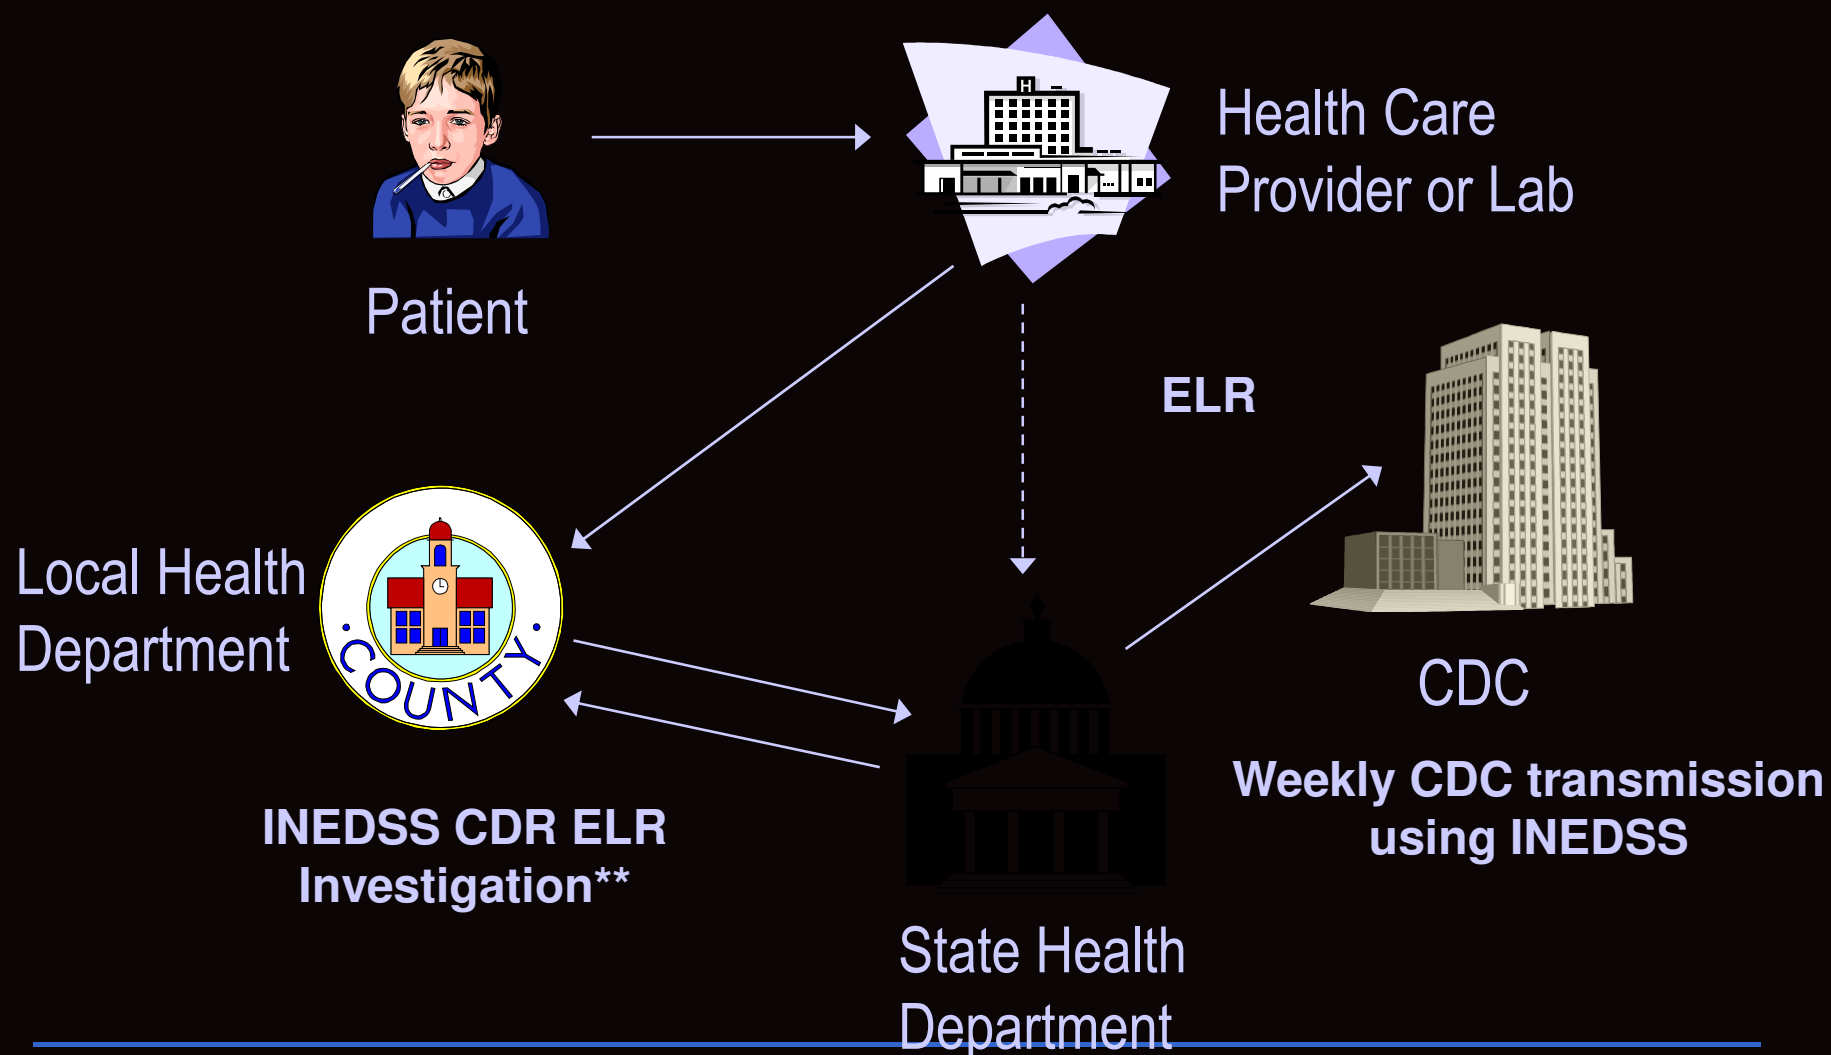 H
Health Care
Provider or Lab
Patient
ELR
Local Health
Department
COUNTY
CDC
Weekly CDC transmission
using INEDSS
INEDSS CDR ELR
Investigation**
State Health
Department